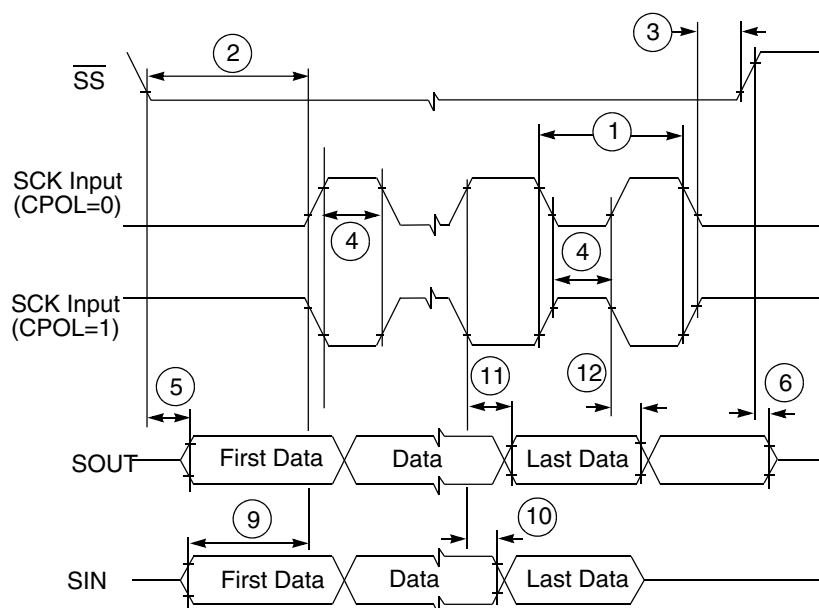 3
2
SS
1
SCK Input
(CPOL=0)
4
4
SCK Input
(CPOL=1)
5
11
12
6
SOUT
First Data
Data
Last Data
9
10
SIN
First Data
Data
Last Data